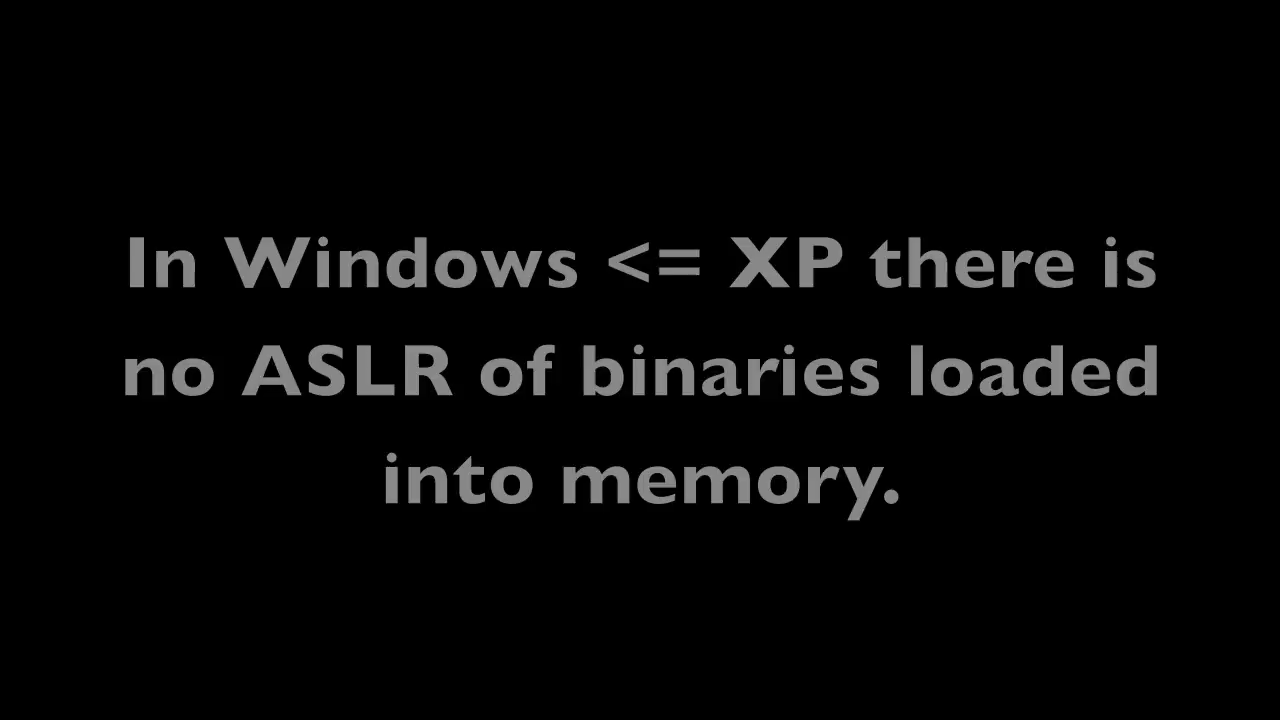 In Windows <= XP there is
no ASLR of binaries loaded
into memory.